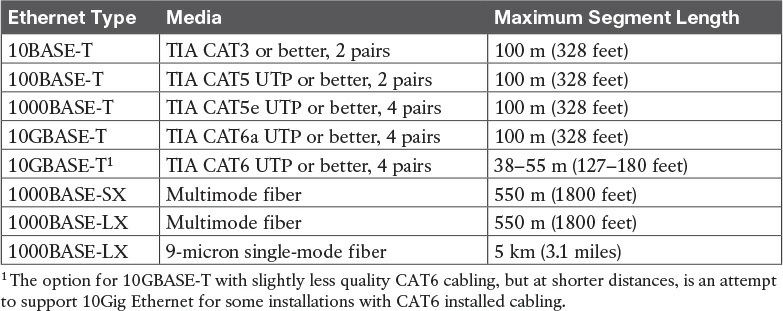 Ethernet Type Media Maximum Segment Length
10BASE-T TIA CAT3 or better, 2 pairs 100 m (328 feet)
100BASE-T TIA CAT5 UTP or better, 2 pairs 100 m (328 feet)
1000BASE-T TIA CAT5e UTP or better, 4 pairs 100 m (328 feet)
10GBASE-T TIA CAT6a UTP or better, 4 pairs 100 m (328 feet)
10GBASE-T¹ TIA CAT6 UTP or better, 4 pairs 38–55 m (127–180 feet)
1000BASE-SX Multimode fiber 550 m (1800 feet)
1000BASE-LX Multimode fiber 550 m (1800 feet)
1000BASE-LX 9-micron single-mode fiber 5 km (3.1 miles)
¹ The option for 10GBASE-T with slightly less quality CAT6 cabling, but at shorter distances, is an attempt
to support 10Gig Ethernet for some installations with CAT6 installed cabling.